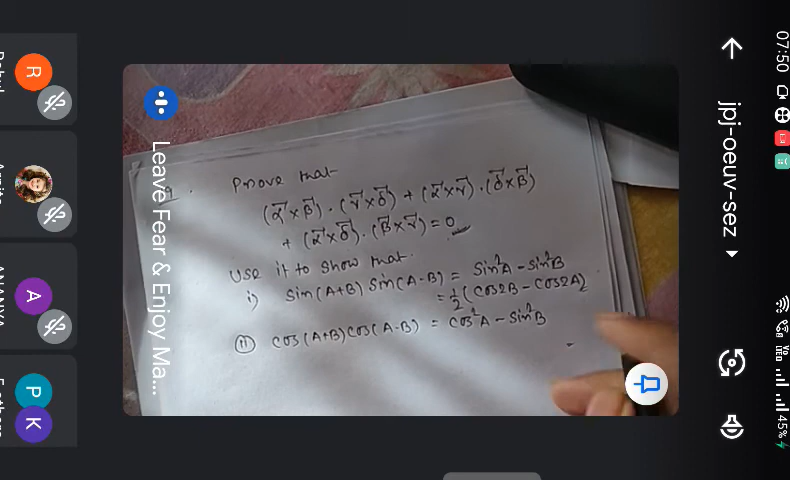 07:50
45%
jpj-oeuv-sez
Leave Fear & Enjoy Ma...
Prove that
(α⃗×β⃗).(γ⃗×δ⃗)+(α⃗×γ⃗).(δ⃗×β⃗)
+(α⃗×δ⃗).(β⃗×γ⃗)=0
Use it to show that
i) sin(A+B) sin(A-B) = sin²A - sin²B
= ½(cos2B - cos2A)
(ii) cos(A+B)cos(A-B) = cos²A - sin²B
R
A
P
K